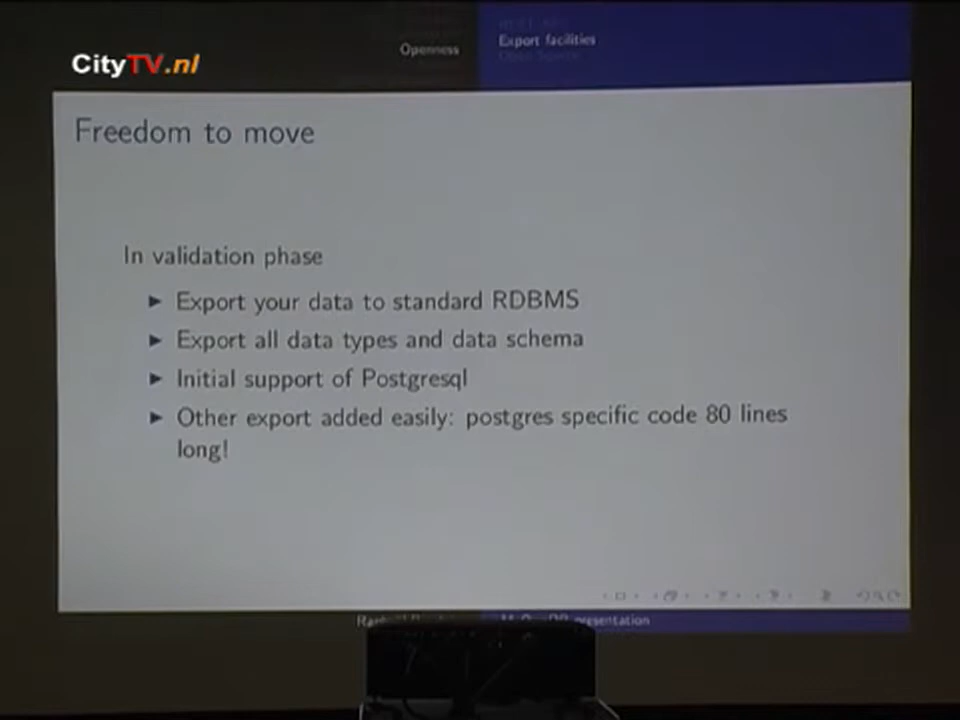 CityTV.nl
Openness
Export facilities
Freedom to move
In validation phase
Export your data to standard RDBMS
Export all data types and data schema
Initial support of Postgresql
Other export added easily: postgres specific code 80 lines
long!